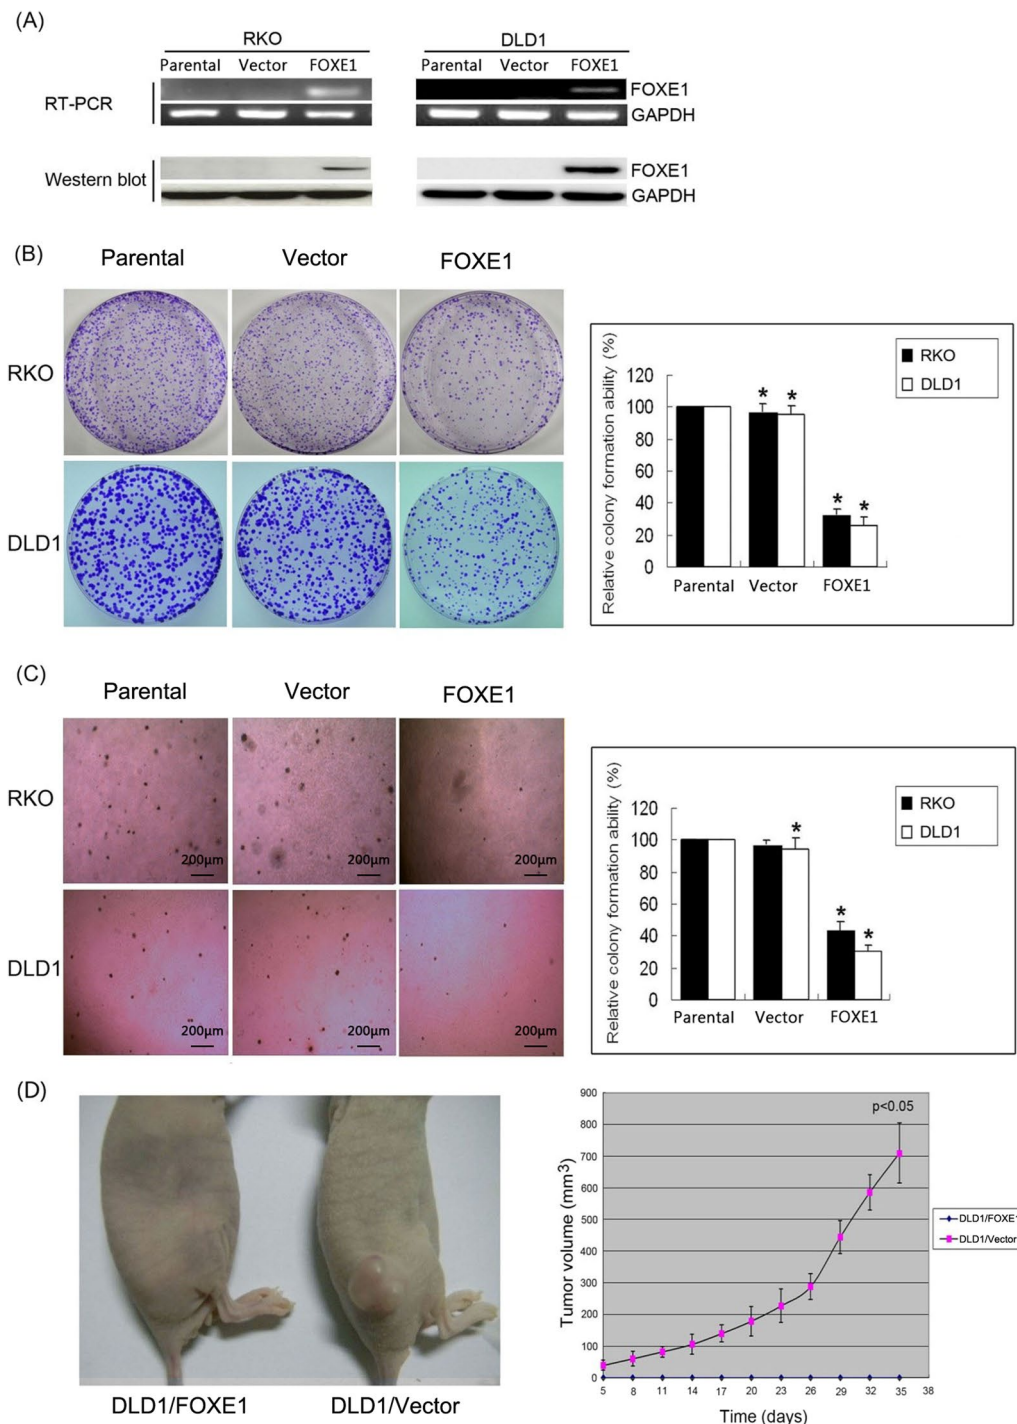 (A)
RKO
DLD1
Parental Vector FOXE1
Parental Vector FOXE1
RT-PCR
FOXE1
GAPDH
Western blot
FOXE1
GAPDH
(B)
Parental Vector FOXE1
RKO
DLD1
Relative colony formation ability (%)
120
100
80
60
40
20
0
RKO
DLD1
* * * *
Parental Vector FOXE1
(C)
Parental Vector FOXE1
RKO
200μm 200μm 200μm
DLD1
200μm 200μm 200μm
Relative colony formation ability (%)
120
100
80
60
40
20
0
RKO
DLD1
* * *
Parental Vector FOXE1
(D)
DLD1/FOXE1 DLD1/Vector
Tumor volume (mm3)
900
800
700
600
500
400
300
200
100
0
p<0.05
DLD1/FOXE1
DLD1/Vector
5 8 11 14 17 20 23 26 29 32 35 38
Time (days)